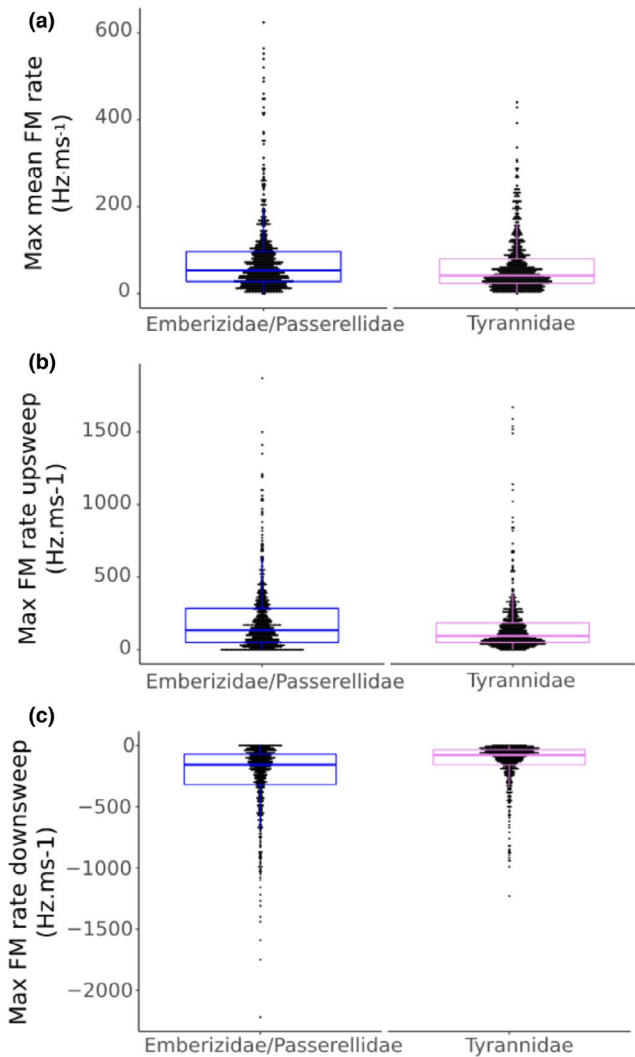 (a)
Max mean FM rate
(Hz·ms⁻¹)
600
400
200
0
Emberizidae/Passerellidae
Tyrannidae
(b)
Max FM rate upsweep
(Hz.ms-1)
1500
1000
500
0
Emberizidae/Passerellidae
Tyrannidae
(c)
Max FM rate downsweep
(Hz.ms-1)
0
−500
−1000
−1500
−2000
Emberizidae/Passerellidae
Tyrannidae